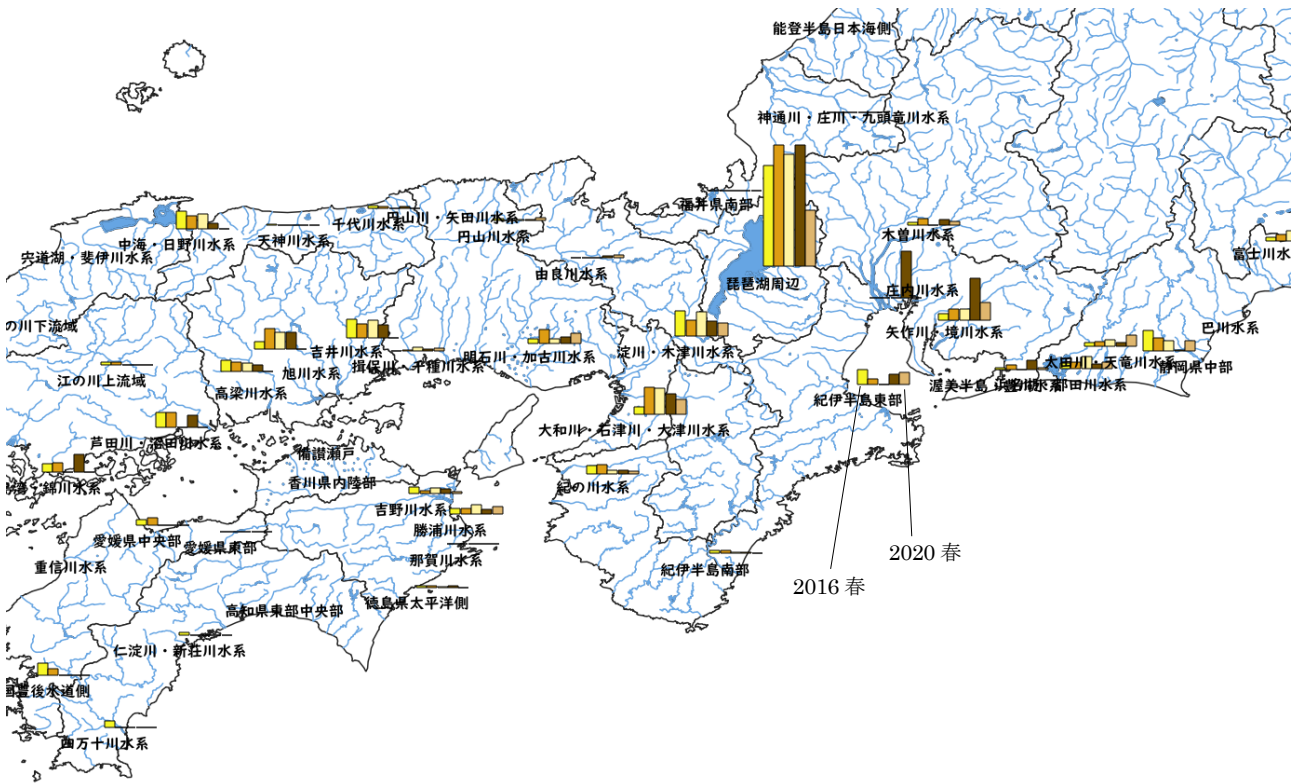 能登半島日本海側
神通川・庄川・九頭竜川水系
福井県南部
円山川・矢田川水系
千代川水系
円山川水系
天神川水系
中海・日野川水系
宍道湖・斐伊川水系
木曽川水系
富士川水
由良川水系
琵琶湖周辺
庄内川水系
の川下流域
矢作川・境川水系
巴川水系
吉井川水系
淀川・木津川水系
明石川・加古川水系
太田川・天竜川水系
静岡県中部
旭川水系
江の川上流域
高梁川水系
紀伊半島東部
大和川・石津川・大津川水系
芦田川・沼田川水系
備讃瀬戸
香川県内陸部
・錦川水系
紀の川水系
吉野川水系
勝浦川水系
愛媛県中央部
愛媛県東部
2020 春
那賀川水系
重信川水系
紀伊半島南部
2016 春
徳島県太平洋側
高知県東部中央部
仁淀川・新荘川水系
豊後水道側
四万十川水系